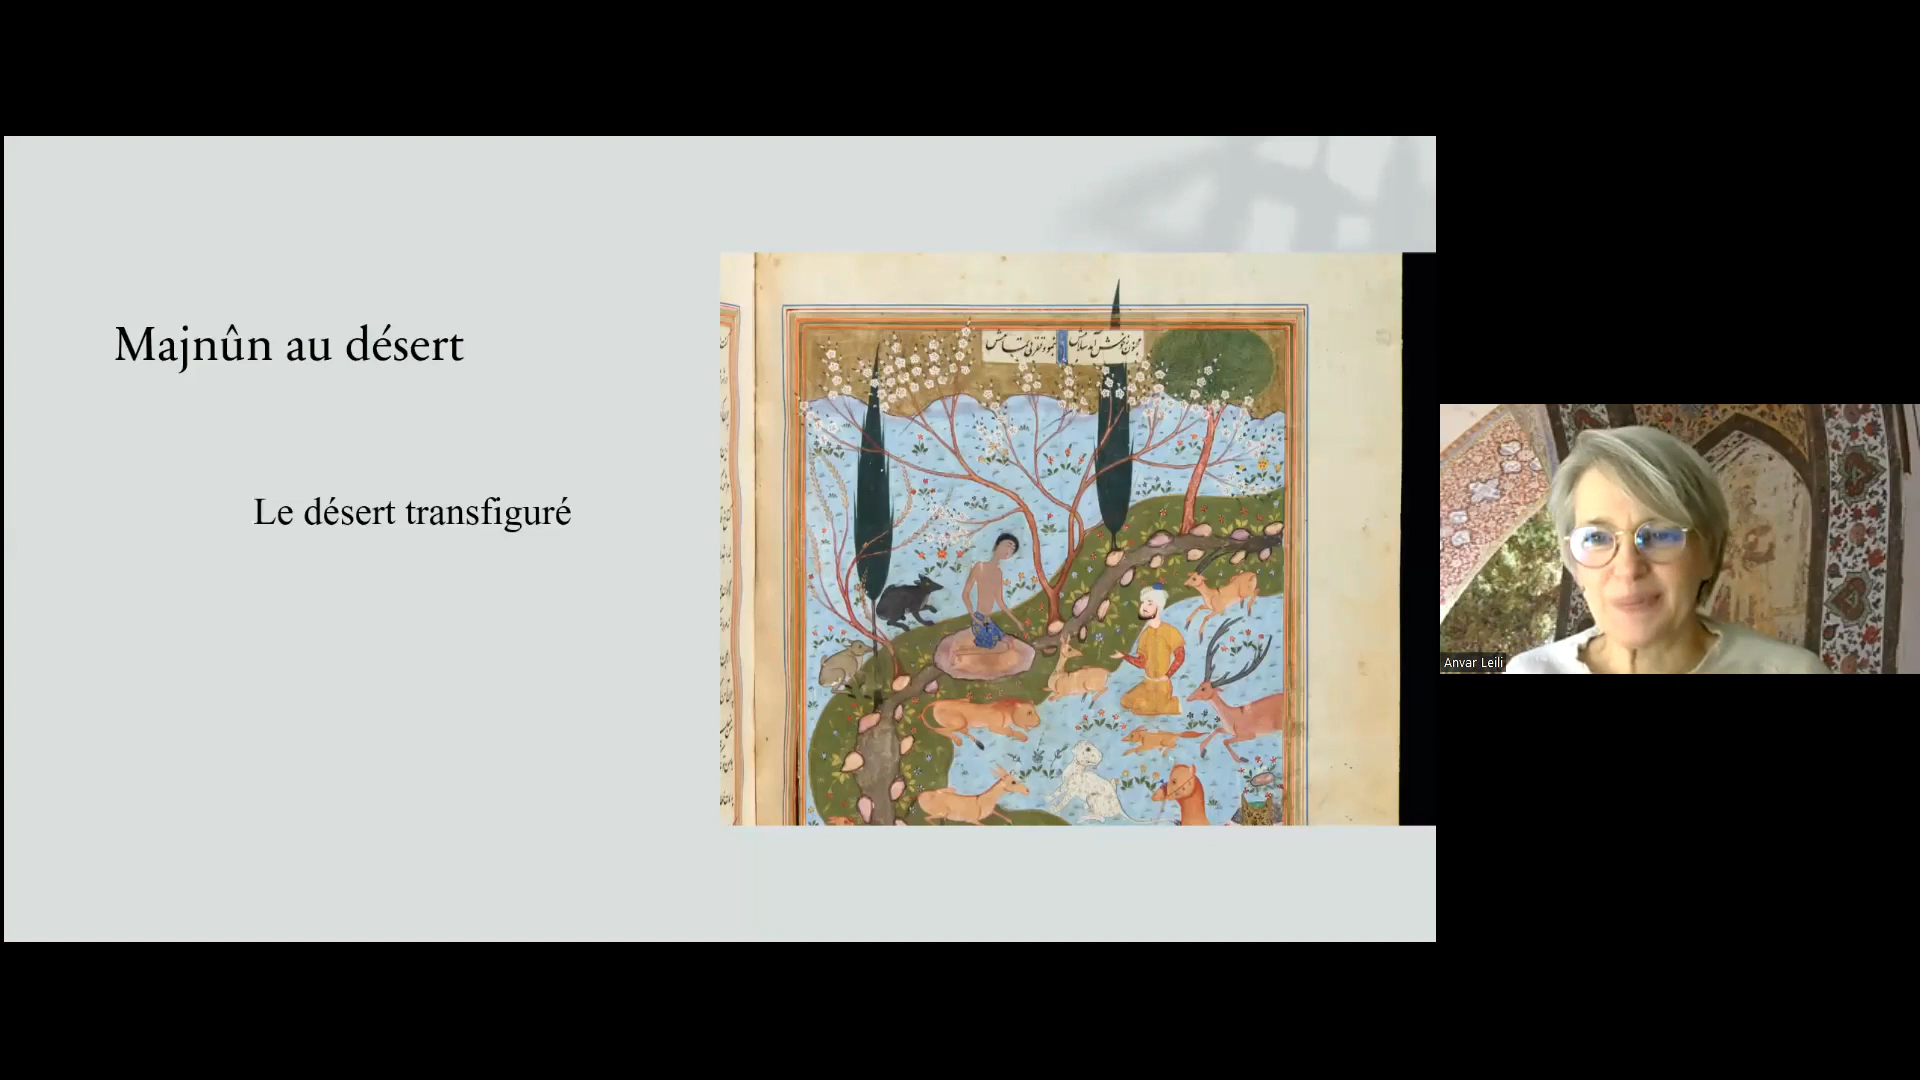 Majnûn au désert
Le désert transfiguré
Anvar Leili